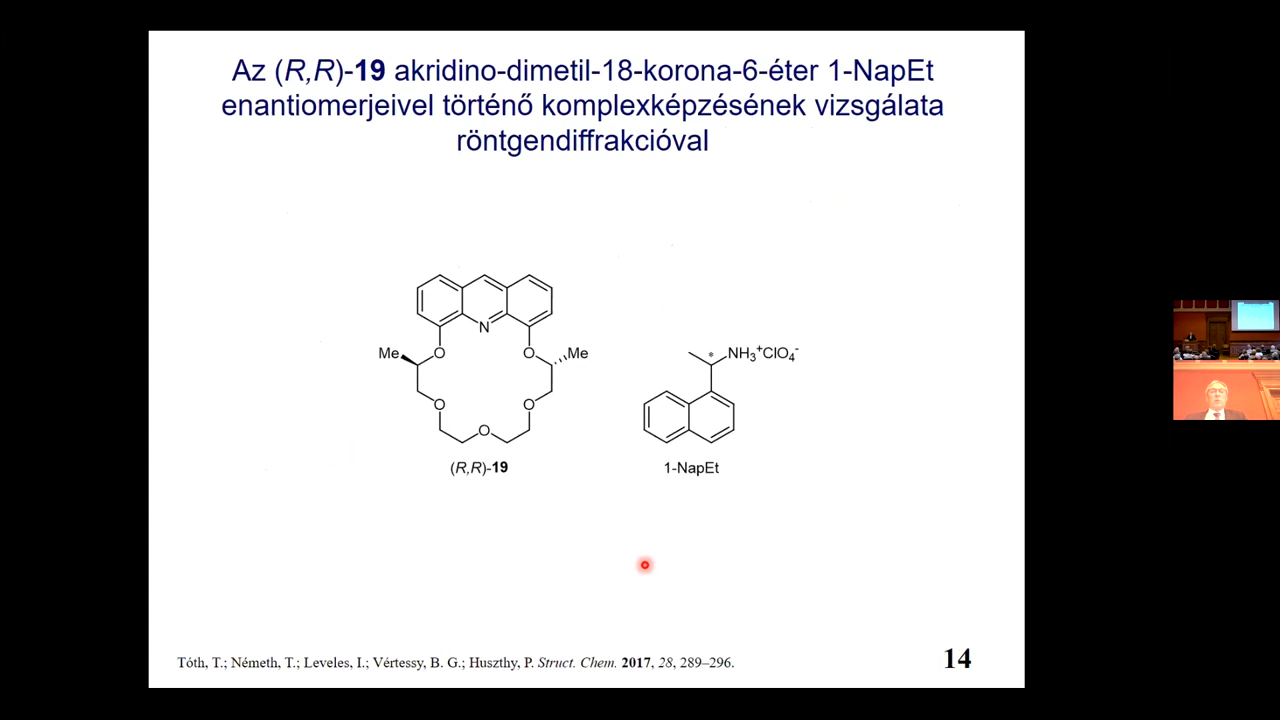 Az (R,R)-19 akridino-dimetil-18-korona-6-éter 1-NapEt
enantiomerjeivel történő komplexképzésének vizsgálata
röntgendiffrakcióval
N
Me O O Me
O O
O
(R,R)-19
* NH3+ClO4-
1-NapEt
Tóth, T.; Németh, T.; Leveles, I.; Vértessy, B. G.; Huszthy, P. Struct. Chem. 2017, 28, 289–296.
14